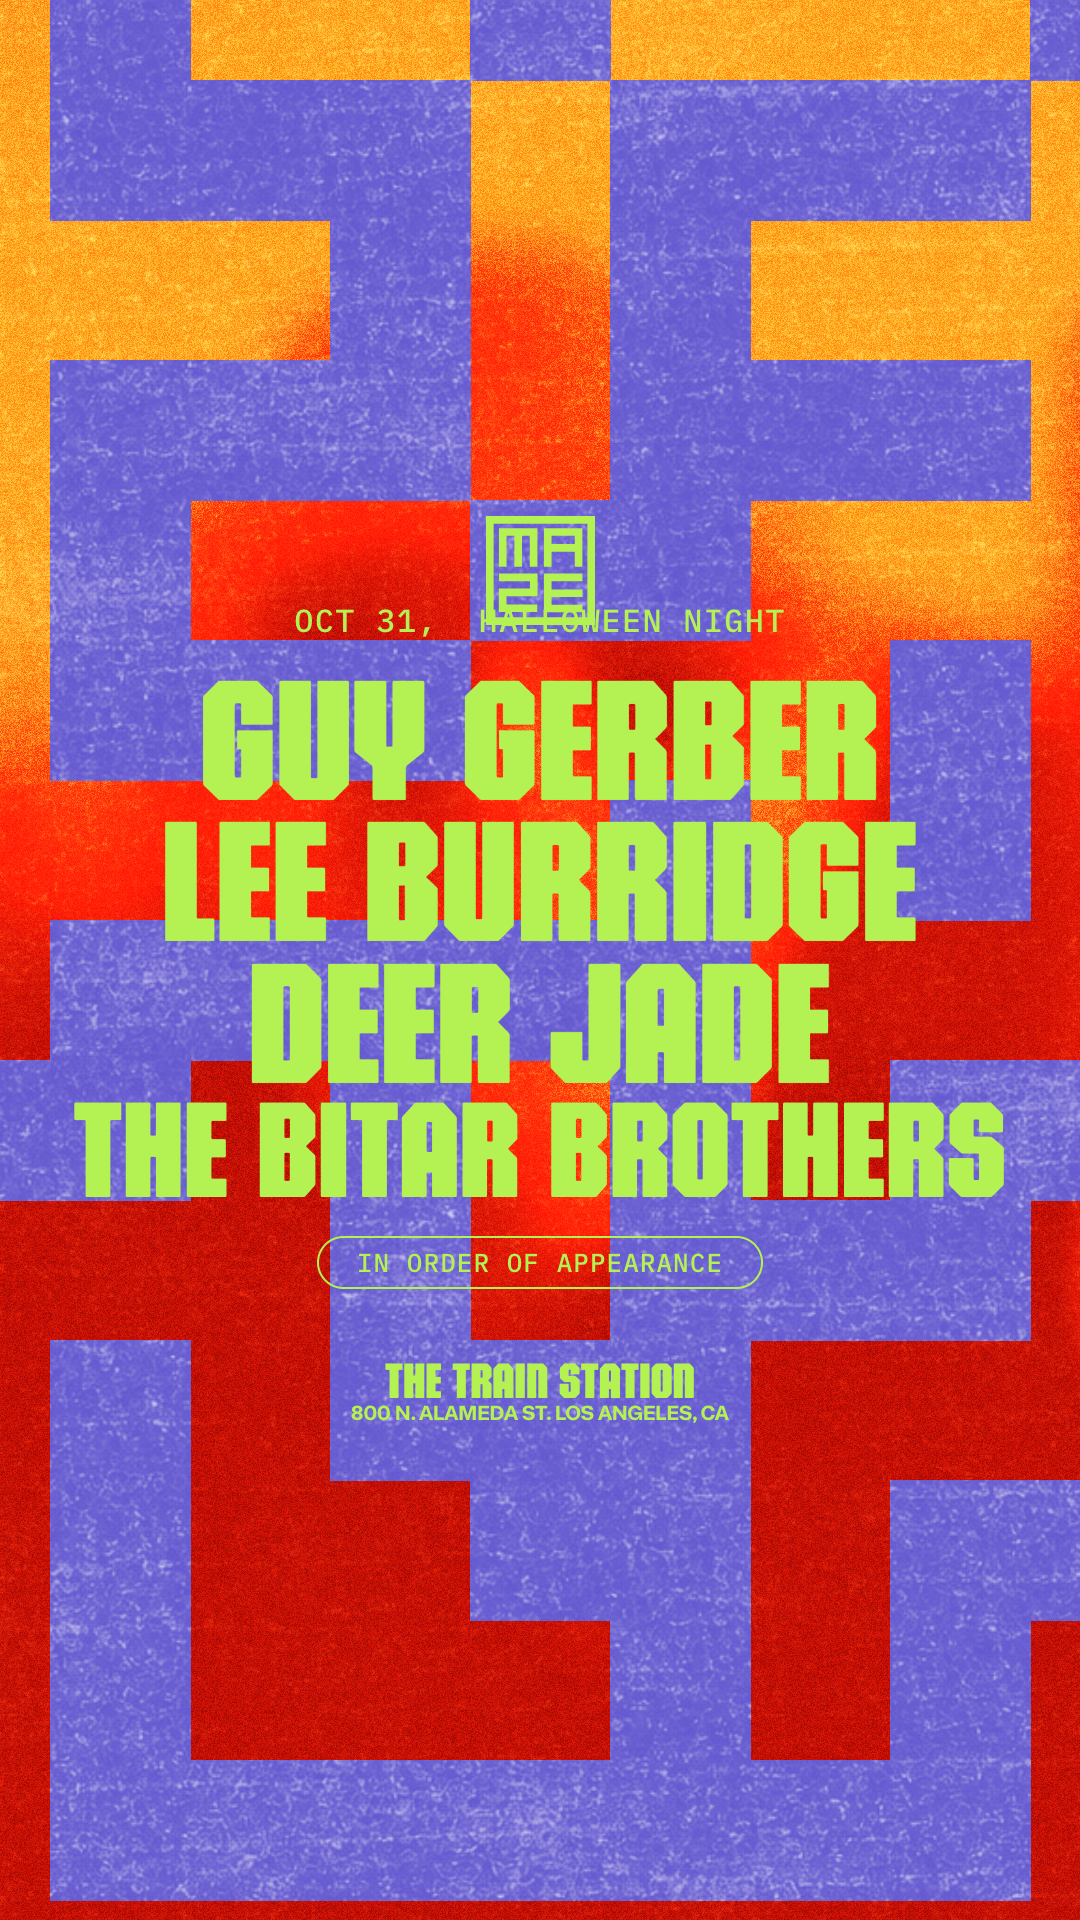 MA
ZE
OCT 31, HALLOWEEN NIGHT
GUY GERBER
LEE BURRIDGE
DEER JADE
THE BITAR BROTHERS
IN ORDER OF APPEARANCE
THE TRAIN STATION
800 N. ALAMEDA ST. LOS ANGELES, CA